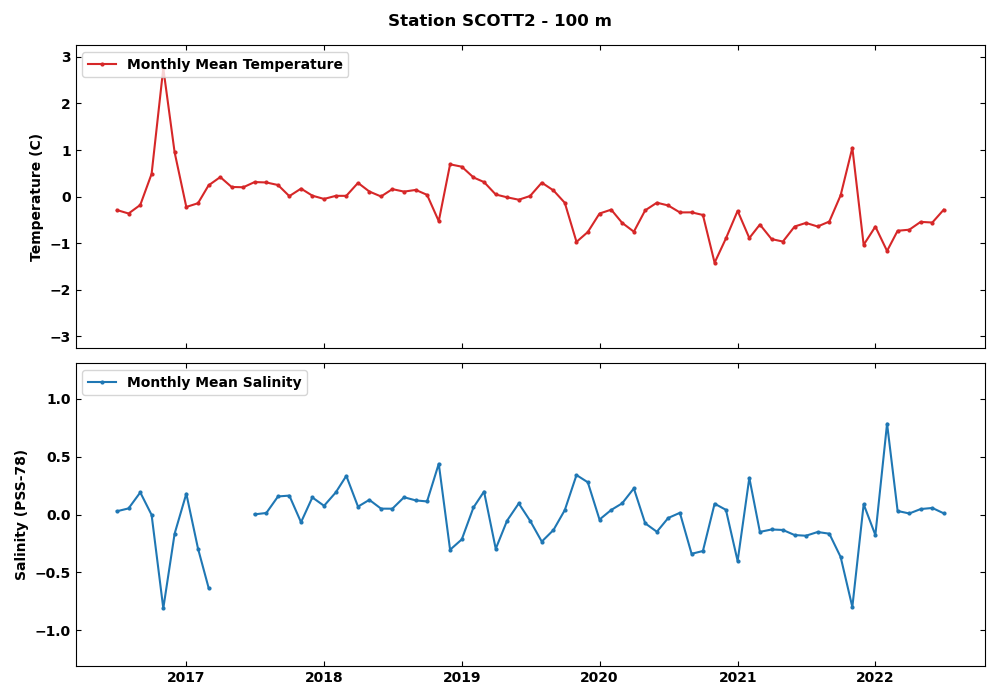 Station SCOTT2 - 100 m
Monthly Mean Temperature
Temperature (C)
3
2
1
0
−1
−2
−3
Monthly Mean Salinity
Salinity (PSS-78)
1.0
0.5
0.0
−0.5
−1.0
2017 2018 2019 2020 2021 2022